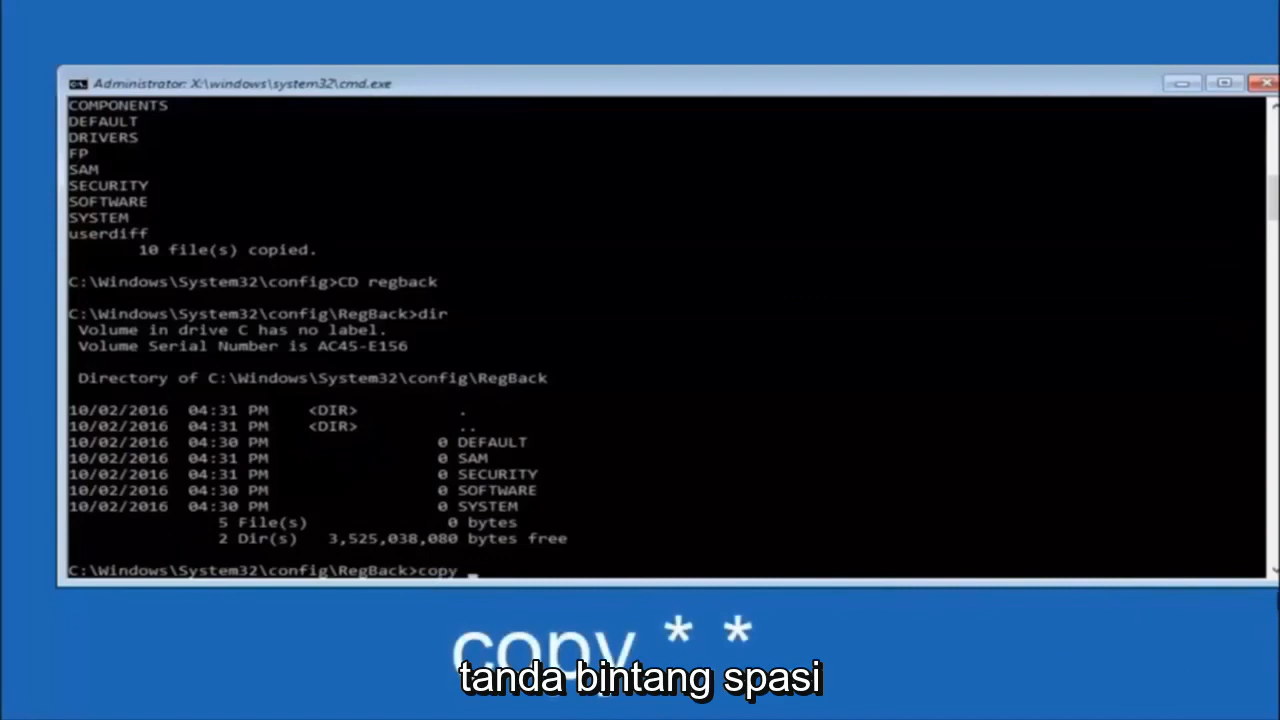 Administrator: X:\windows\system32\cmd.exe
COMPONENTS
DEFAULT
DRIVERS
FP
SAM
SECURITY
SOFTWARE
SYSTEM
userdiff
10 file(s) copied.
C:\Windows\System32\config>CD regback
C:\Windows\System32\config\RegBack>dir
Volume in drive C has no label.
Volume Serial Number is AC45-E156
Directory of C:\Windows\System32\config\RegBack
10/02/2016 04:31 PM <DIR> .
10/02/2016 04:31 PM <DIR> ..
10/02/2016 04:30 PM 0 DEFAULT
10/02/2016 04:31 PM 0 SAM
10/02/2016 04:31 PM 0 SECURITY
10/02/2016 04:30 PM 0 SOFTWARE
10/02/2016 04:30 PM 0 SYSTEM
5 File(s) 0 bytes
2 Dir(s) 3,525,038,080 bytes free
C:\Windows\System32\config\RegBack>copy _
copy * *
tanda bintang spasi